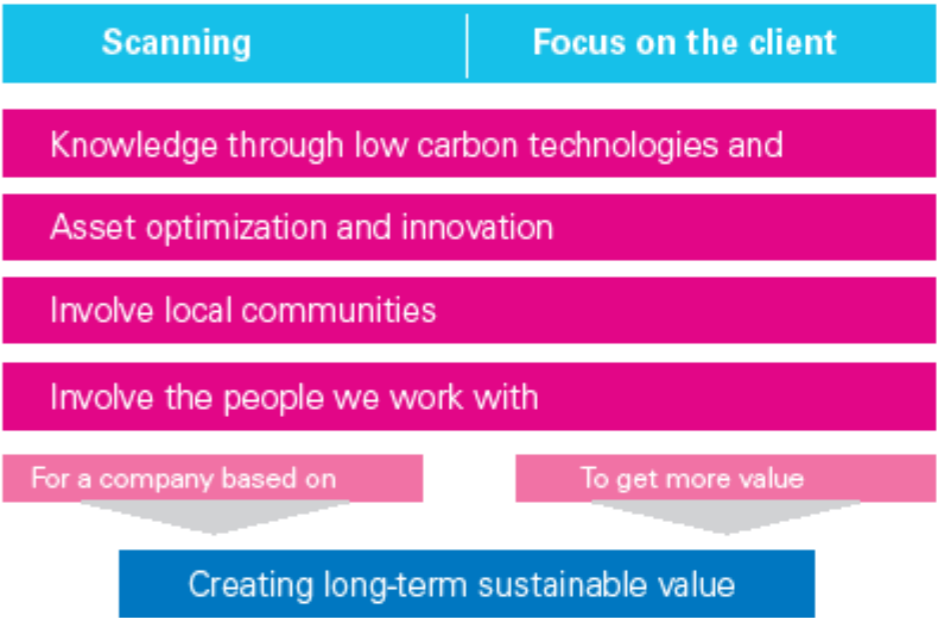 Scanning
Focus on the client
Knowledge through low carbon technologies and
Asset optimization and innovation
Involve local communities
Involve the people we work with
For a company based on
To get more value
Creating long-term sustainable value